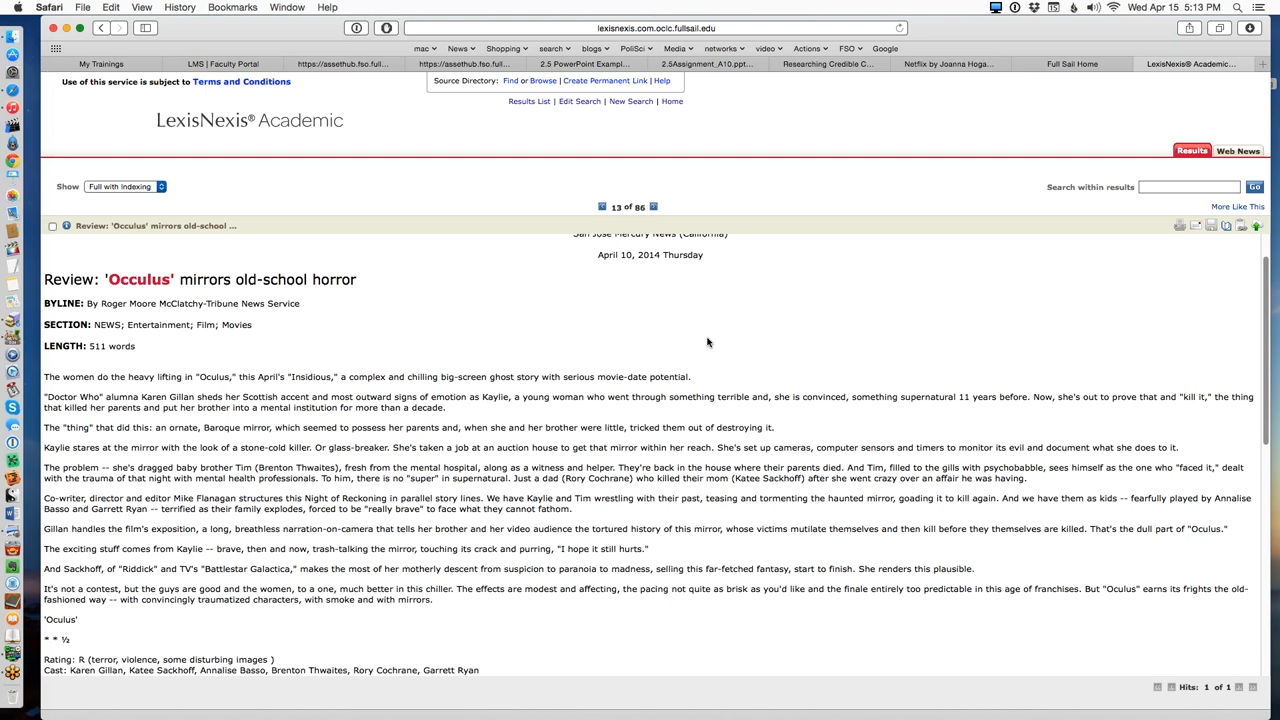 Safari File Edit View History Bookmarks Window Help Wed Apr 15 5:13 PM
lexisnexis.com.oclc.fullsail.edu
mac News Shopping search blogs PoliSci Media networks video Actions FSO Google
My Trainings LMS | Faculty Portal https://assethub.fso.full... https://assethub.fso.full... 2.5 PowerPoint Exampl... 2.5Assignment_A10.ppt... Researching Credible C... Netflix by Joanna Hoga... Full Sail Home LexisNexis® Academic...
Use of this service is subject to Terms and Conditions
Source Directory: Find or Browse | Create Permanent Link | Help
Results List | Edit Search | New Search | Home
LexisNexis® Academic
Results Web News
Show Full with Indexing Search within results Go
13 of 86 More Like This
Review: 'Occulus' mirrors old-school ...
San Jose Mercury News (California)
April 10, 2014 Thursday
Review: 'Occulus' mirrors old-school horror
BYLINE: By Roger Moore McClatchy-Tribune News Service
SECTION: NEWS; Entertainment; Film; Movies
LENGTH: 511 words
The women do the heavy lifting in "Oculus," this April's "Insidious," a complex and chilling big-screen ghost story with serious movie-date potential.
"Doctor Who" alumna Karen Gillan sheds her Scottish accent and most outward signs of emotion as Kaylie, a young woman who went through something terrible and, she is convinced, something supernatural 11 years before. Now, she's out to prove that and "kill it," the thing
that killed her parents and put her brother into a mental institution for more than a decade.
The "thing" that did this: an ornate, Baroque mirror, which seemed to possess her parents and, when she and her brother were little, tricked them out of destroying it.
Kaylie stares at the mirror with the look of a stone-cold killer. Or glass-breaker. She's taken a job at an auction house to get that mirror within her reach. She's set up cameras, computer sensors and timers to monitor its evil and document what she does to it.
The problem -- she's dragged baby brother Tim (Brenton Thwaites), fresh from the mental hospital, along as a witness and helper. They're back in the house where their parents died. And Tim, filled to the gills with psychobabble, sees himself as the one who "faced it," dealt
with the trauma of that night with mental health professionals. To him, there is no "super" in supernatural. Just a dad (Rory Cochrane) who killed their mom (Katee Sackhoff) after she went crazy over an affair he was having.
Co-writer, director and editor Mike Flanagan structures this Night of Reckoning in parallel story lines. We have Kaylie and Tim wrestling with their past, teasing and tormenting the haunted mirror, goading it to kill again. And we have them as kids -- fearfully played by Annalise
Basso and Garrett Ryan -- terrified as their family explodes, forced to be "really brave" to face what they cannot fathom.
Gillan handles the film's exposition, a long, breathless narration-on-camera that tells her brother and her video audience the tortured history of this mirror, whose victims mutilate themselves and then kill before they themselves are killed. That's the dull part of "Oculus."
The exciting stuff comes from Kaylie -- brave, then and now, trash-talking the mirror, touching its crack and purring, "I hope it still hurts."
And Sackhoff, of "Riddick" and TV's "Battlestar Galactica," makes the most of her motherly descent from suspicion to paranoia to madness, selling this far-fetched fantasy, start to finish. She renders this plausible.
It's not a contest, but the guys are good and the women, to a one, much better in this chiller. The effects are modest and affecting, the pacing not quite as brisk as you'd like and the finale entirely too predictable in this age of franchises. But "Oculus" earns its frights the old-
fashioned way -- with convincingly traumatized characters, with smoke and with mirrors.
'Oculus'
* * ½
Rating: R (terror, violence, some disturbing images )
Cast: Karen Gillan, Katee Sackhoff, Annalise Basso, Brenton Thwaites, Rory Cochrane, Garrett Ryan
Hits: 1 of 1